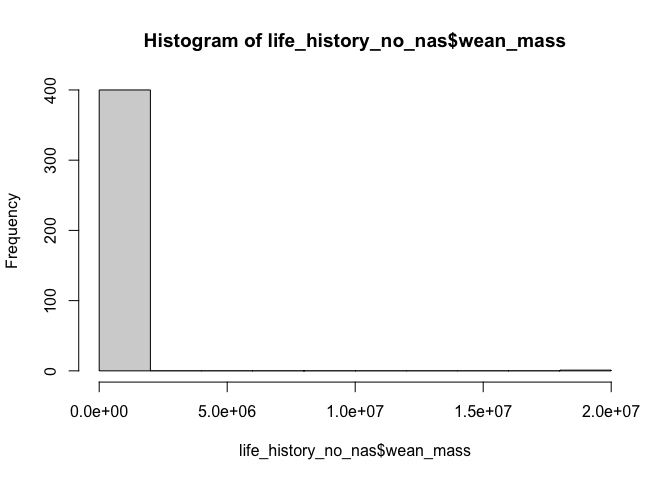 Histogram of life_history_no_nas$wean_mass
Frequency
400
300
200
100
0
0.0e+00 5.0e+06 1.0e+07 1.5e+07 2.0e+07
life_history_no_nas$wean_mass